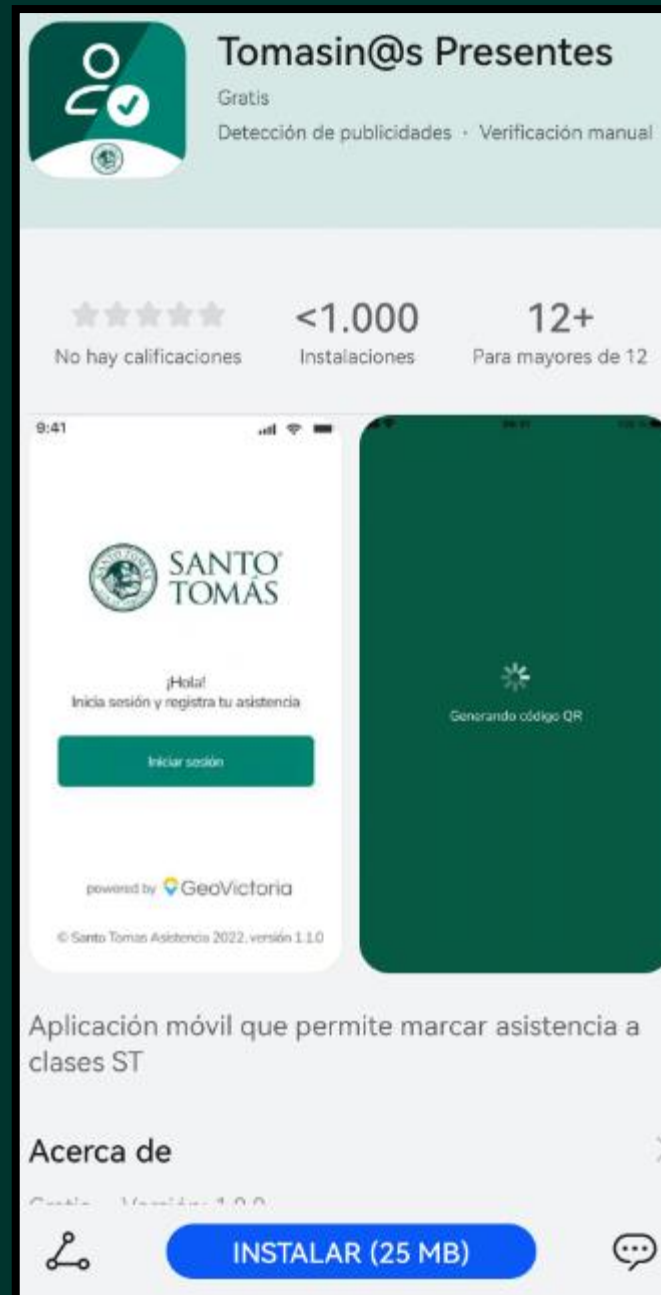 Tomasin@s Presentes
Gratis
Detección de publicidades · Verificación manual
<1.000
12+
No hay calificaciones
Instalaciones
Para mayores de 12
9:41
SANTO
TOMÁS
¡Hola!
Inicia sesión y registra tu asistencia
Iniciar sesión
powered by GeoVictoria
© Santo Tomas Asistencia 2022, versión 1.1.0
Generando código QR
Aplicación móvil que permite marcar asistencia a
clases ST
Acerca de
INSTALAR (25 MB)